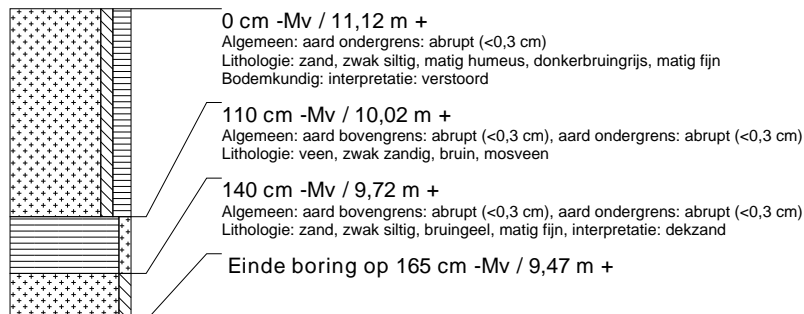 0 cm -Mv / 11,12 m +
Algemeen: aard ondergrens: abrupt (<0,3 cm)
Lithologie: zand, zwak siltig, matig humeus, donkerbruingrijs, matig fijn
Bodemkundig: interpretatie: verstoord
110 cm -Mv / 10,02 m +
Algemeen: aard bovengrens: abrupt (<0,3 cm), aard ondergrens: abrupt (<0,3 cm)
Lithologie: veen, zwak zandig, bruin, mosveen
140 cm -Mv / 9,72 m +
Algemeen: aard bovengrens: abrupt (<0,3 cm), aard ondergrens: abrupt (<0,3 cm)
Lithologie: zand, zwak siltig, bruingeel, matig fijn, interpretatie: dekzand
Einde boring op 165 cm -Mv / 9,47 m +